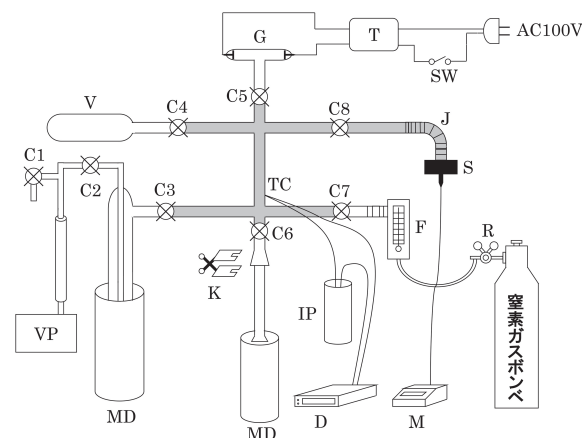 G
T
AC100V
SW
C5
V
C4
C8
J
C1
C2
S
TC
C3
C7
C6
F
R
K
IP
VP
窒素ガスボンベ
MD
MD
D
M